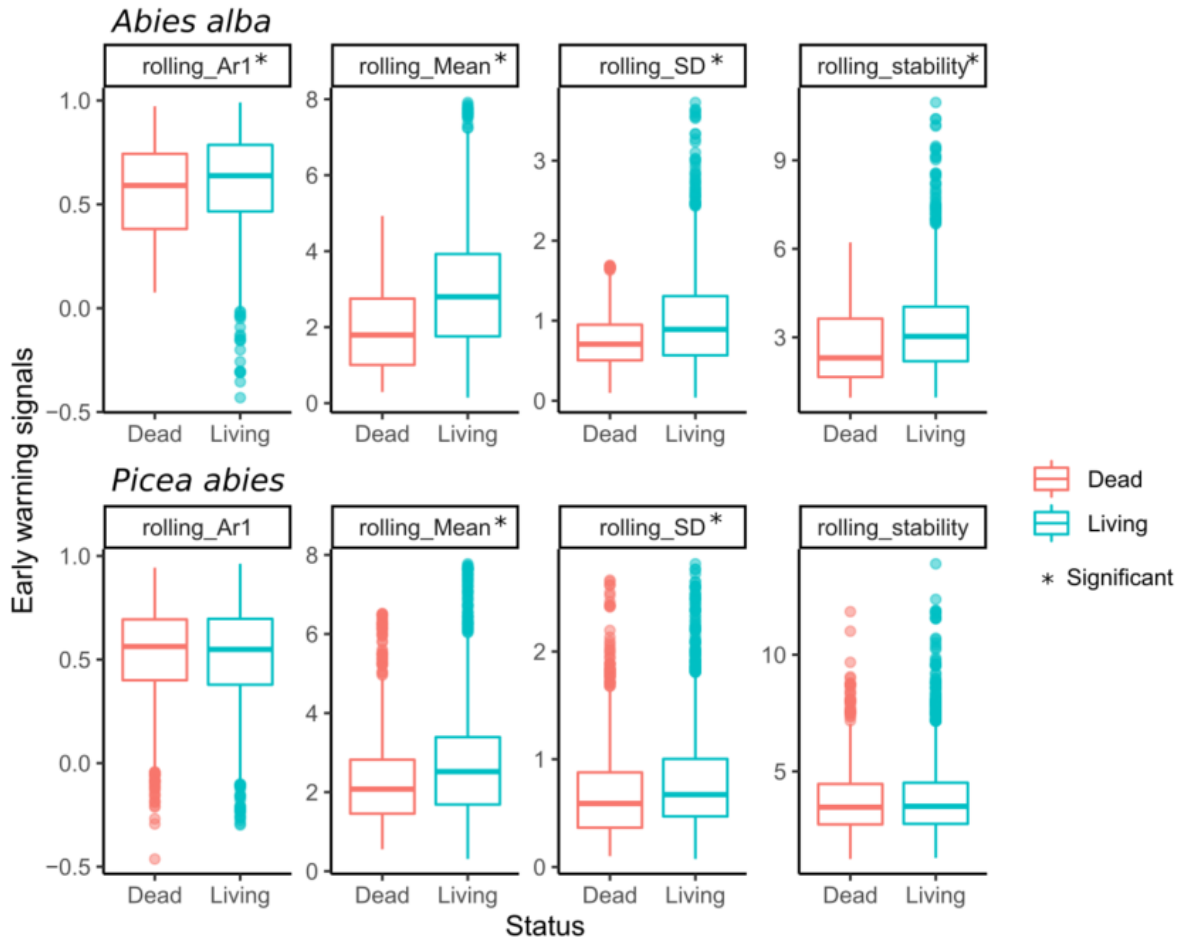 Abies alba
rolling_Ar1* rolling_Mean* rolling_SD* rolling_stability*
1.0 8 3 9
0.5 6 2 6
0.0 4 1 3
−0.5 2 0
0
Dead Living Dead Living Dead Living Dead Living
Picea abies
rolling_Ar1 rolling_Mean* rolling_SD* rolling_stability
1.0 8 2 10
0.5 6 1 5
0.0 4 0
−0.5 2
0
Dead Living Dead Living Dead Living Dead Living
Early warning signals
Status
Dead
Living
* Significant